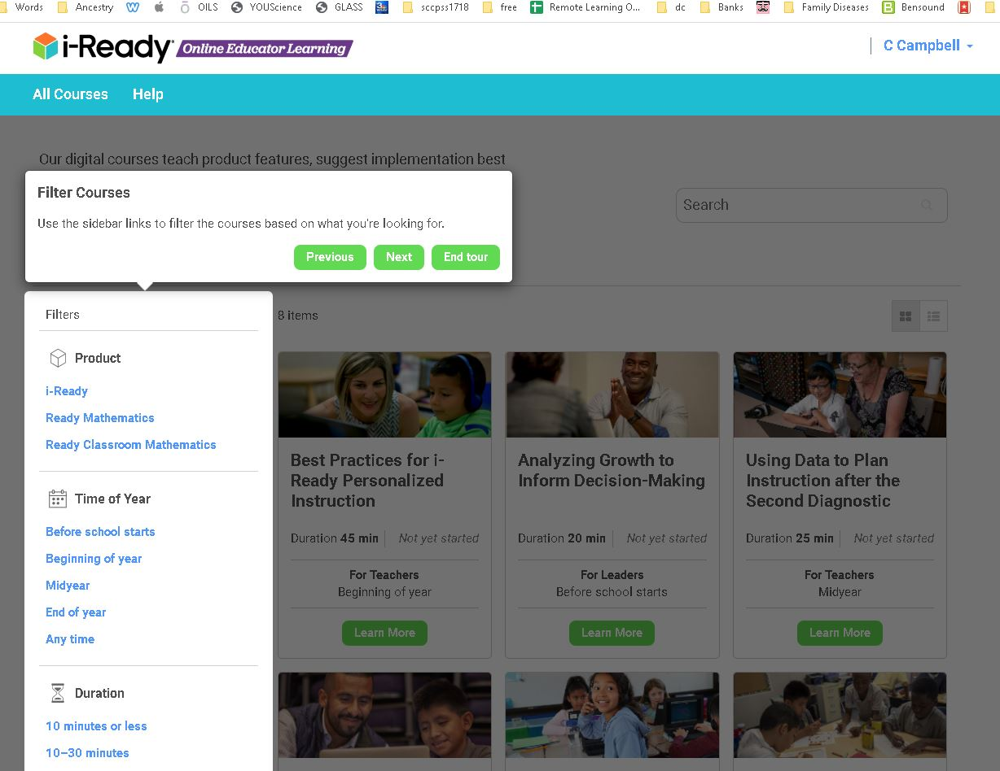 Words Ancestry OILS YOUScience GLASS sccpss1718 free Remote Learning O... dc Banks Family Diseases Bensound
i-Ready Online Educator Learning
C Campbell
All Courses Help
Our digital courses teach product features, suggest implementation best
Filter Courses
Use the sidebar links to filter the courses based on what you're looking for.
Previous Next End tour
Search
Filters
8 items
Product
i-Ready
Ready Mathematics
Ready Classroom Mathematics
Time of Year
Before school starts
Beginning of year
Midyear
End of year
Any time
Duration
10 minutes or less
10–30 minutes
Best Practices for i-
Ready Personalized
Instruction
Duration 45 min Not yet started
For Teachers
Beginning of year
Learn More
Analyzing Growth to
Inform Decision-Making
Duration 20 min Not yet started
For Leaders
Before school starts
Learn More
Using Data to Plan
Instruction after the
Second Diagnostic
Duration 25 min Not yet started
For Teachers
Midyear
Learn More